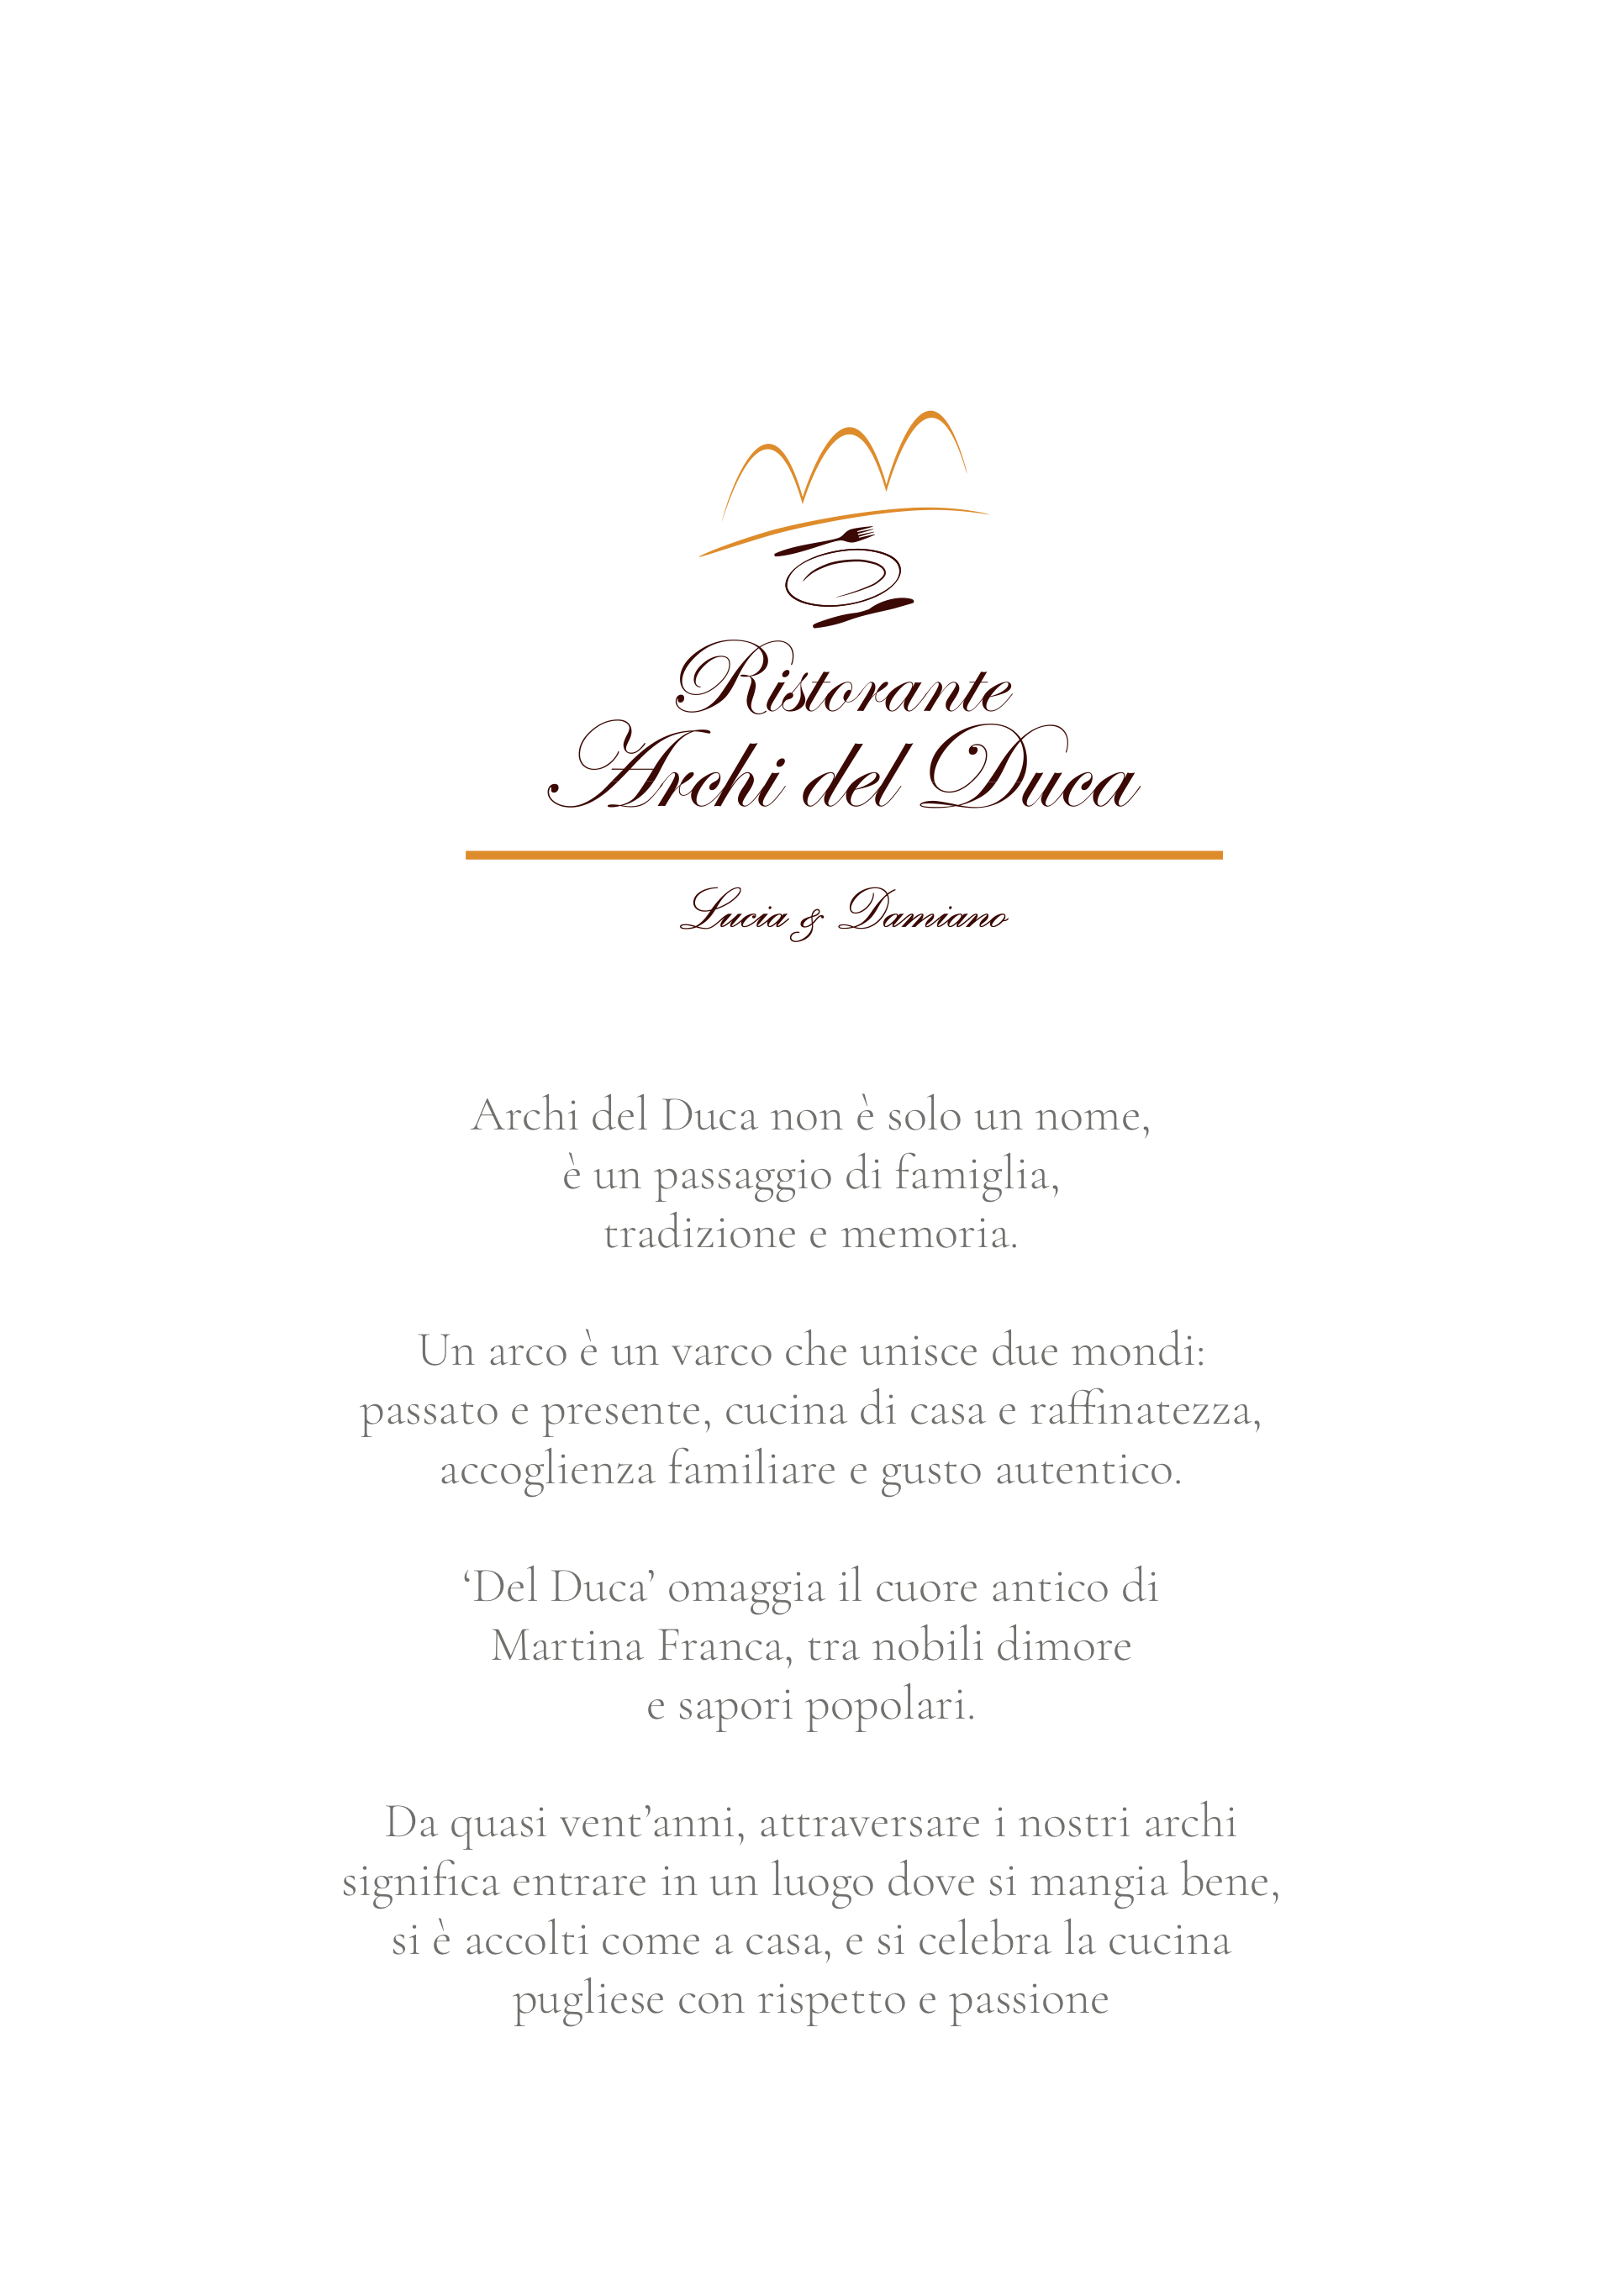 Ristorante
Archi del Duca
Lucia & Damiano
Archi del Duca non è solo un nome,
è un passaggio di famiglia,
tradizione e memoria.
Un arco è un varco che unisce due mondi:
passato e presente, cucina di casa e raffinatezza,
accoglienza familiare e gusto autentico.
‘Del Duca’ omaggia il cuore antico di
Martina Franca, tra nobili dimore
e sapori popolari.
Da quasi vent’anni, attraversare i nostri archi
significa entrare in un luogo dove si mangia bene,
si è accolti come a casa, e si celebra la cucina
pugliese con rispetto e passione